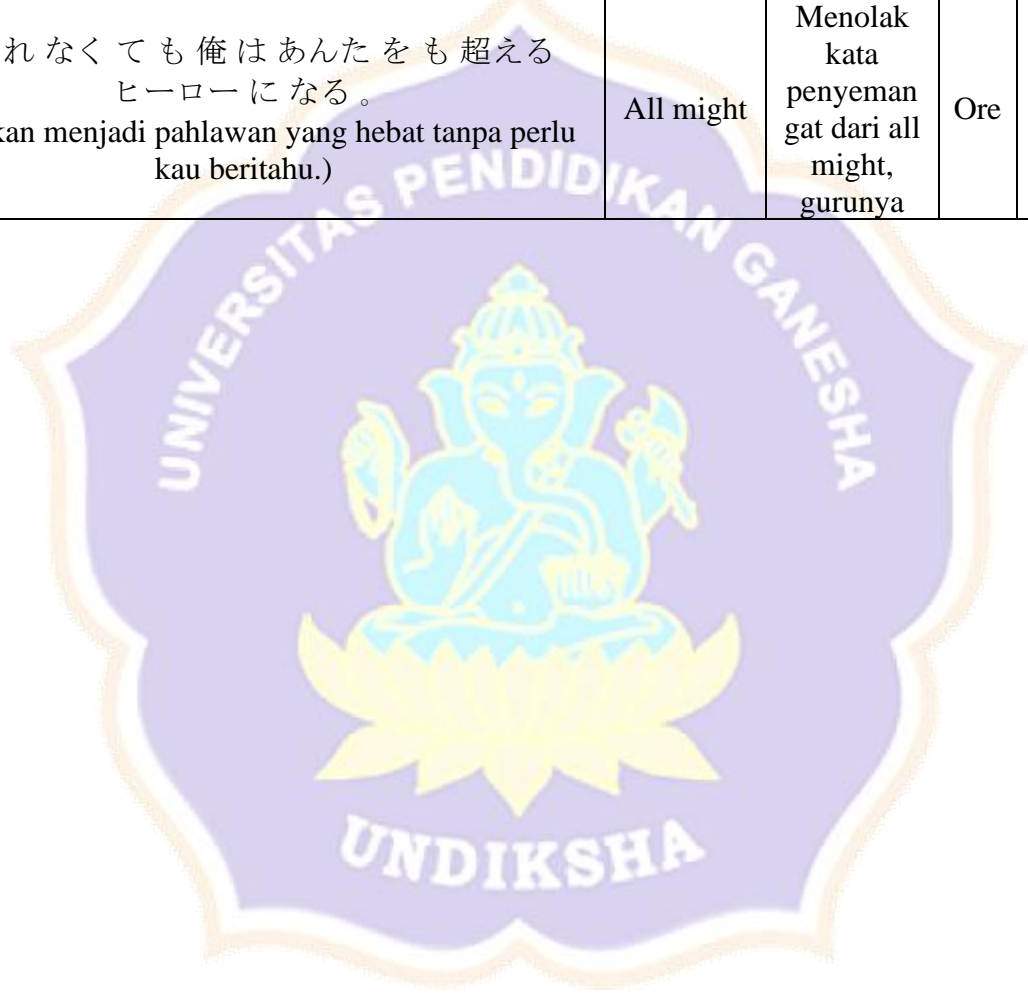 れ なく て も 俺 は あんた を も 超える
ヒーロー に なる 。
kan menjadi pahlawan yang hebat tanpa perlu
kau beritahu.)
All might
Menolak
kata
penyeman
gat dari all
might,
gurunya
Ore
UNIVERSITAS PENDIDIKAN GANESHA
UNDIKSHA